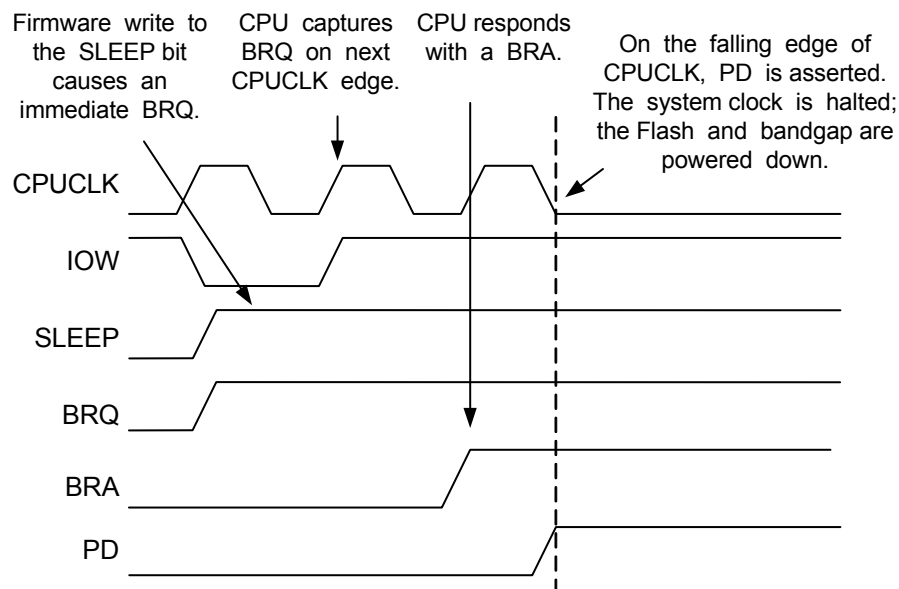 Firmware write to
the SLEEP bit
causes an
immediate BRQ.
CPU captures
BRQ on next
CPUCLK edge.
CPU responds
with a BRA.
On the falling edge of
CPUCLK, PD is asserted.
The system clock is halted;
the Flash and bandgap are
powered down.
CPUCLK
IOW
SLEEP
BRQ
BRA
PD